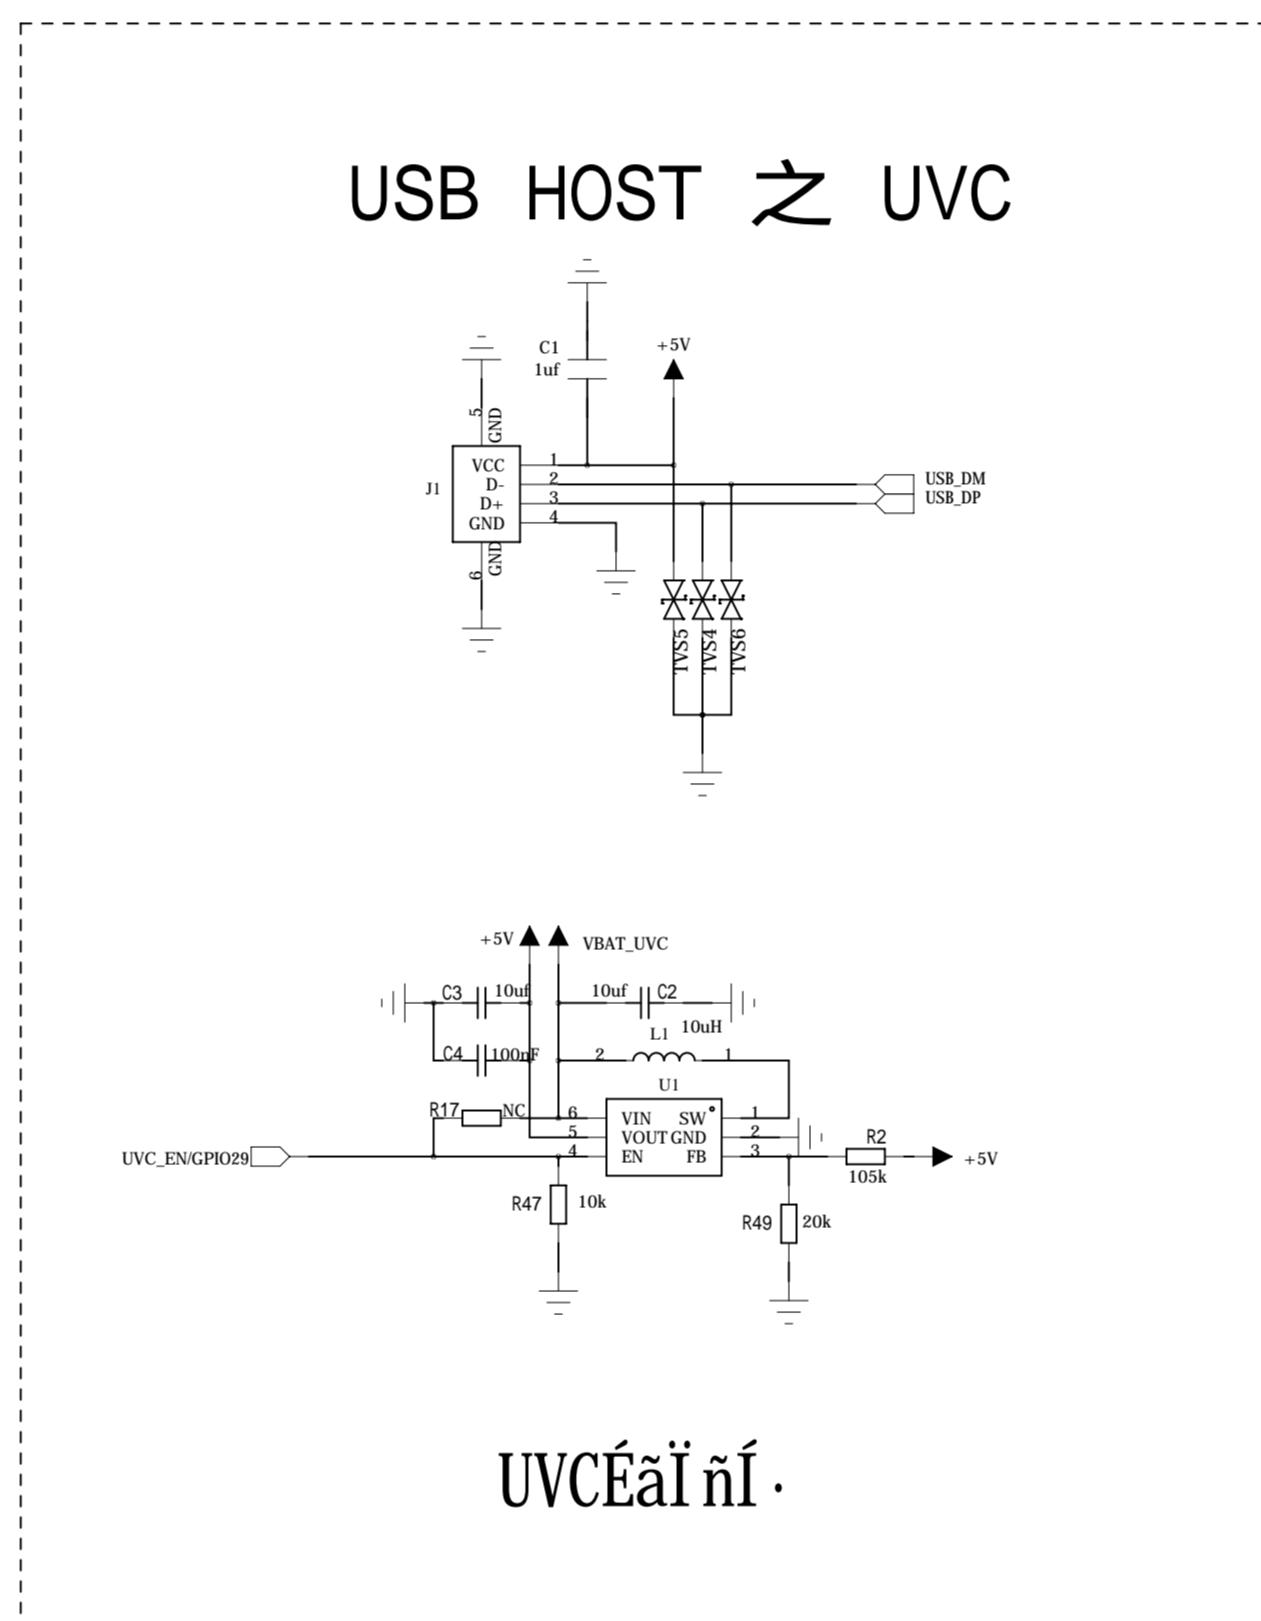 USB HOST 之 UVC
C1
1uf
+5V
5
GND
J1
VCC
D-
D+
GND
1
2
3
4
USB_DM
USB_DP
6
GND
TVS5
TVS4
TVS6
+5V
VBAT_UVC
C3
10uf
10uf
C2
L1
10uH
C4
100nF
2
1
U1
R17
NC
6
5
4
VIN
VOUT
EN
SW
GND
FB
1
2
3
UVC_EN/GPIO29
R2
105k
+5V
R47
10k
R49
20k
UVCÉãÏñÍ·